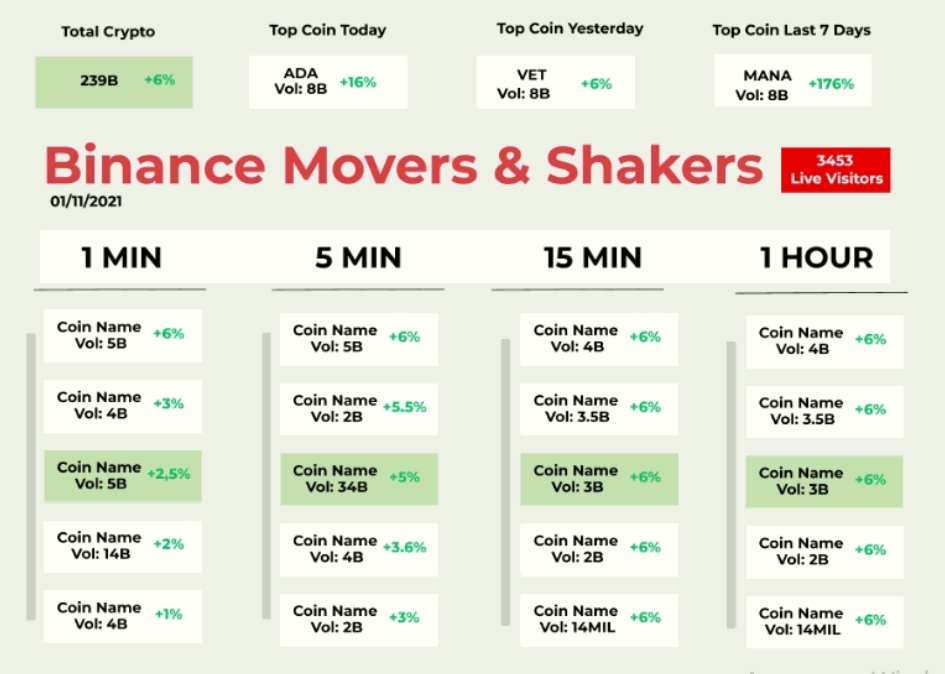 Total Crypto
Top Coin Today
Top Coin Yesterday
Top Coin Last 7 Days
239B +6%
ADA
Vol: 8B +16%
VET
Vol: 8B +6%
MANA
Vol: 8B +176%
Binance Movers & Shakers
3453
Live Visitors
01/11/2021
1 MIN
5 MIN
15 MIN
1 HOUR
Coin Name
Vol: 5B +6%
Coin Name
Vol: 5B +6%
Coin Name
Vol: 4B +6%
Coin Name
Vol: 4B +6%
Coin Name
Vol: 4B +3%
Coin Name
Vol: 2B +5.5%
Coin Name
Vol: 3.5B +6%
Coin Name
Vol: 3.5B +6%
Coin Name
Vol: 5B +2,5%
Coin Name
Vol: 34B +5%
Coin Name
Vol: 3B +6%
Coin Name
Vol: 3B +6%
Coin Name
Vol: 14B +2%
Coin Name
Vol: 4B +3.6%
Coin Name
Vol: 2B +6%
Coin Name
Vol: 2B +6%
Coin Name
Vol: 4B +1%
Coin Name
Vol: 2B +3%
Coin Name
Vol: 14MIL +6%
Coin Name
Vol: 14MIL +6%